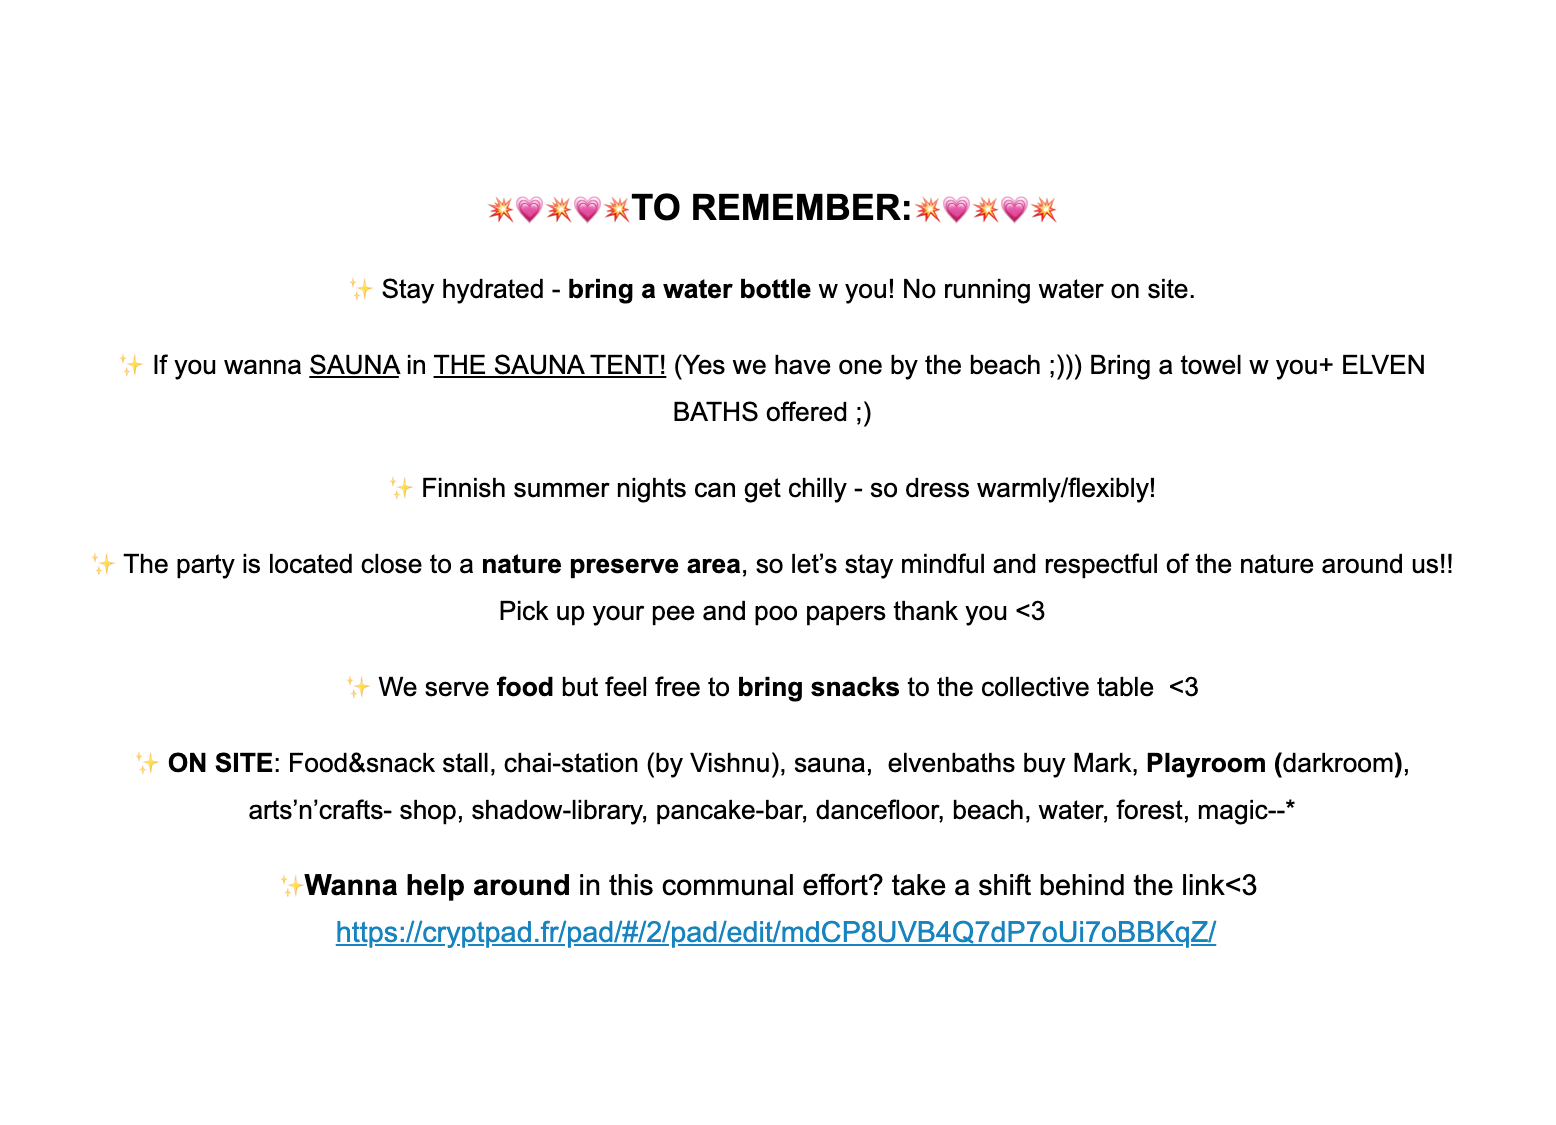 💥💗💥💗💥TO REMEMBER:💥💗💥💗💥
✨ Stay hydrated - bring a water bottle w you! No running water on site.
✨ If you wanna SAUNA in THE SAUNA TENT! (Yes we have one by the beach ;))) Bring a towel w you+ ELVEN
BATHS offered ;)
✨ Finnish summer nights can get chilly - so dress warmly/flexibly!
✨ The party is located close to a nature preserve area, so let’s stay mindful and respectful of the nature around us!!
Pick up your pee and poo papers thank you <3
✨ We serve food but feel free to bring snacks to the collective table  <3
✨ ON SITE: Food&snack stall, chai-station (by Vishnu), sauna,  elvenbaths buy Mark, Playroom (darkroom),
arts’n’crafts- shop, shadow-library, pancake-bar, dancefloor, beach, water, forest, magic--*
✨Wanna help around in this communal effort? take a shift behind the link<3
https://cryptpad.fr/pad/#/2/pad/edit/mdCP8UVB4Q7dP7oUi7oBBKqZ/